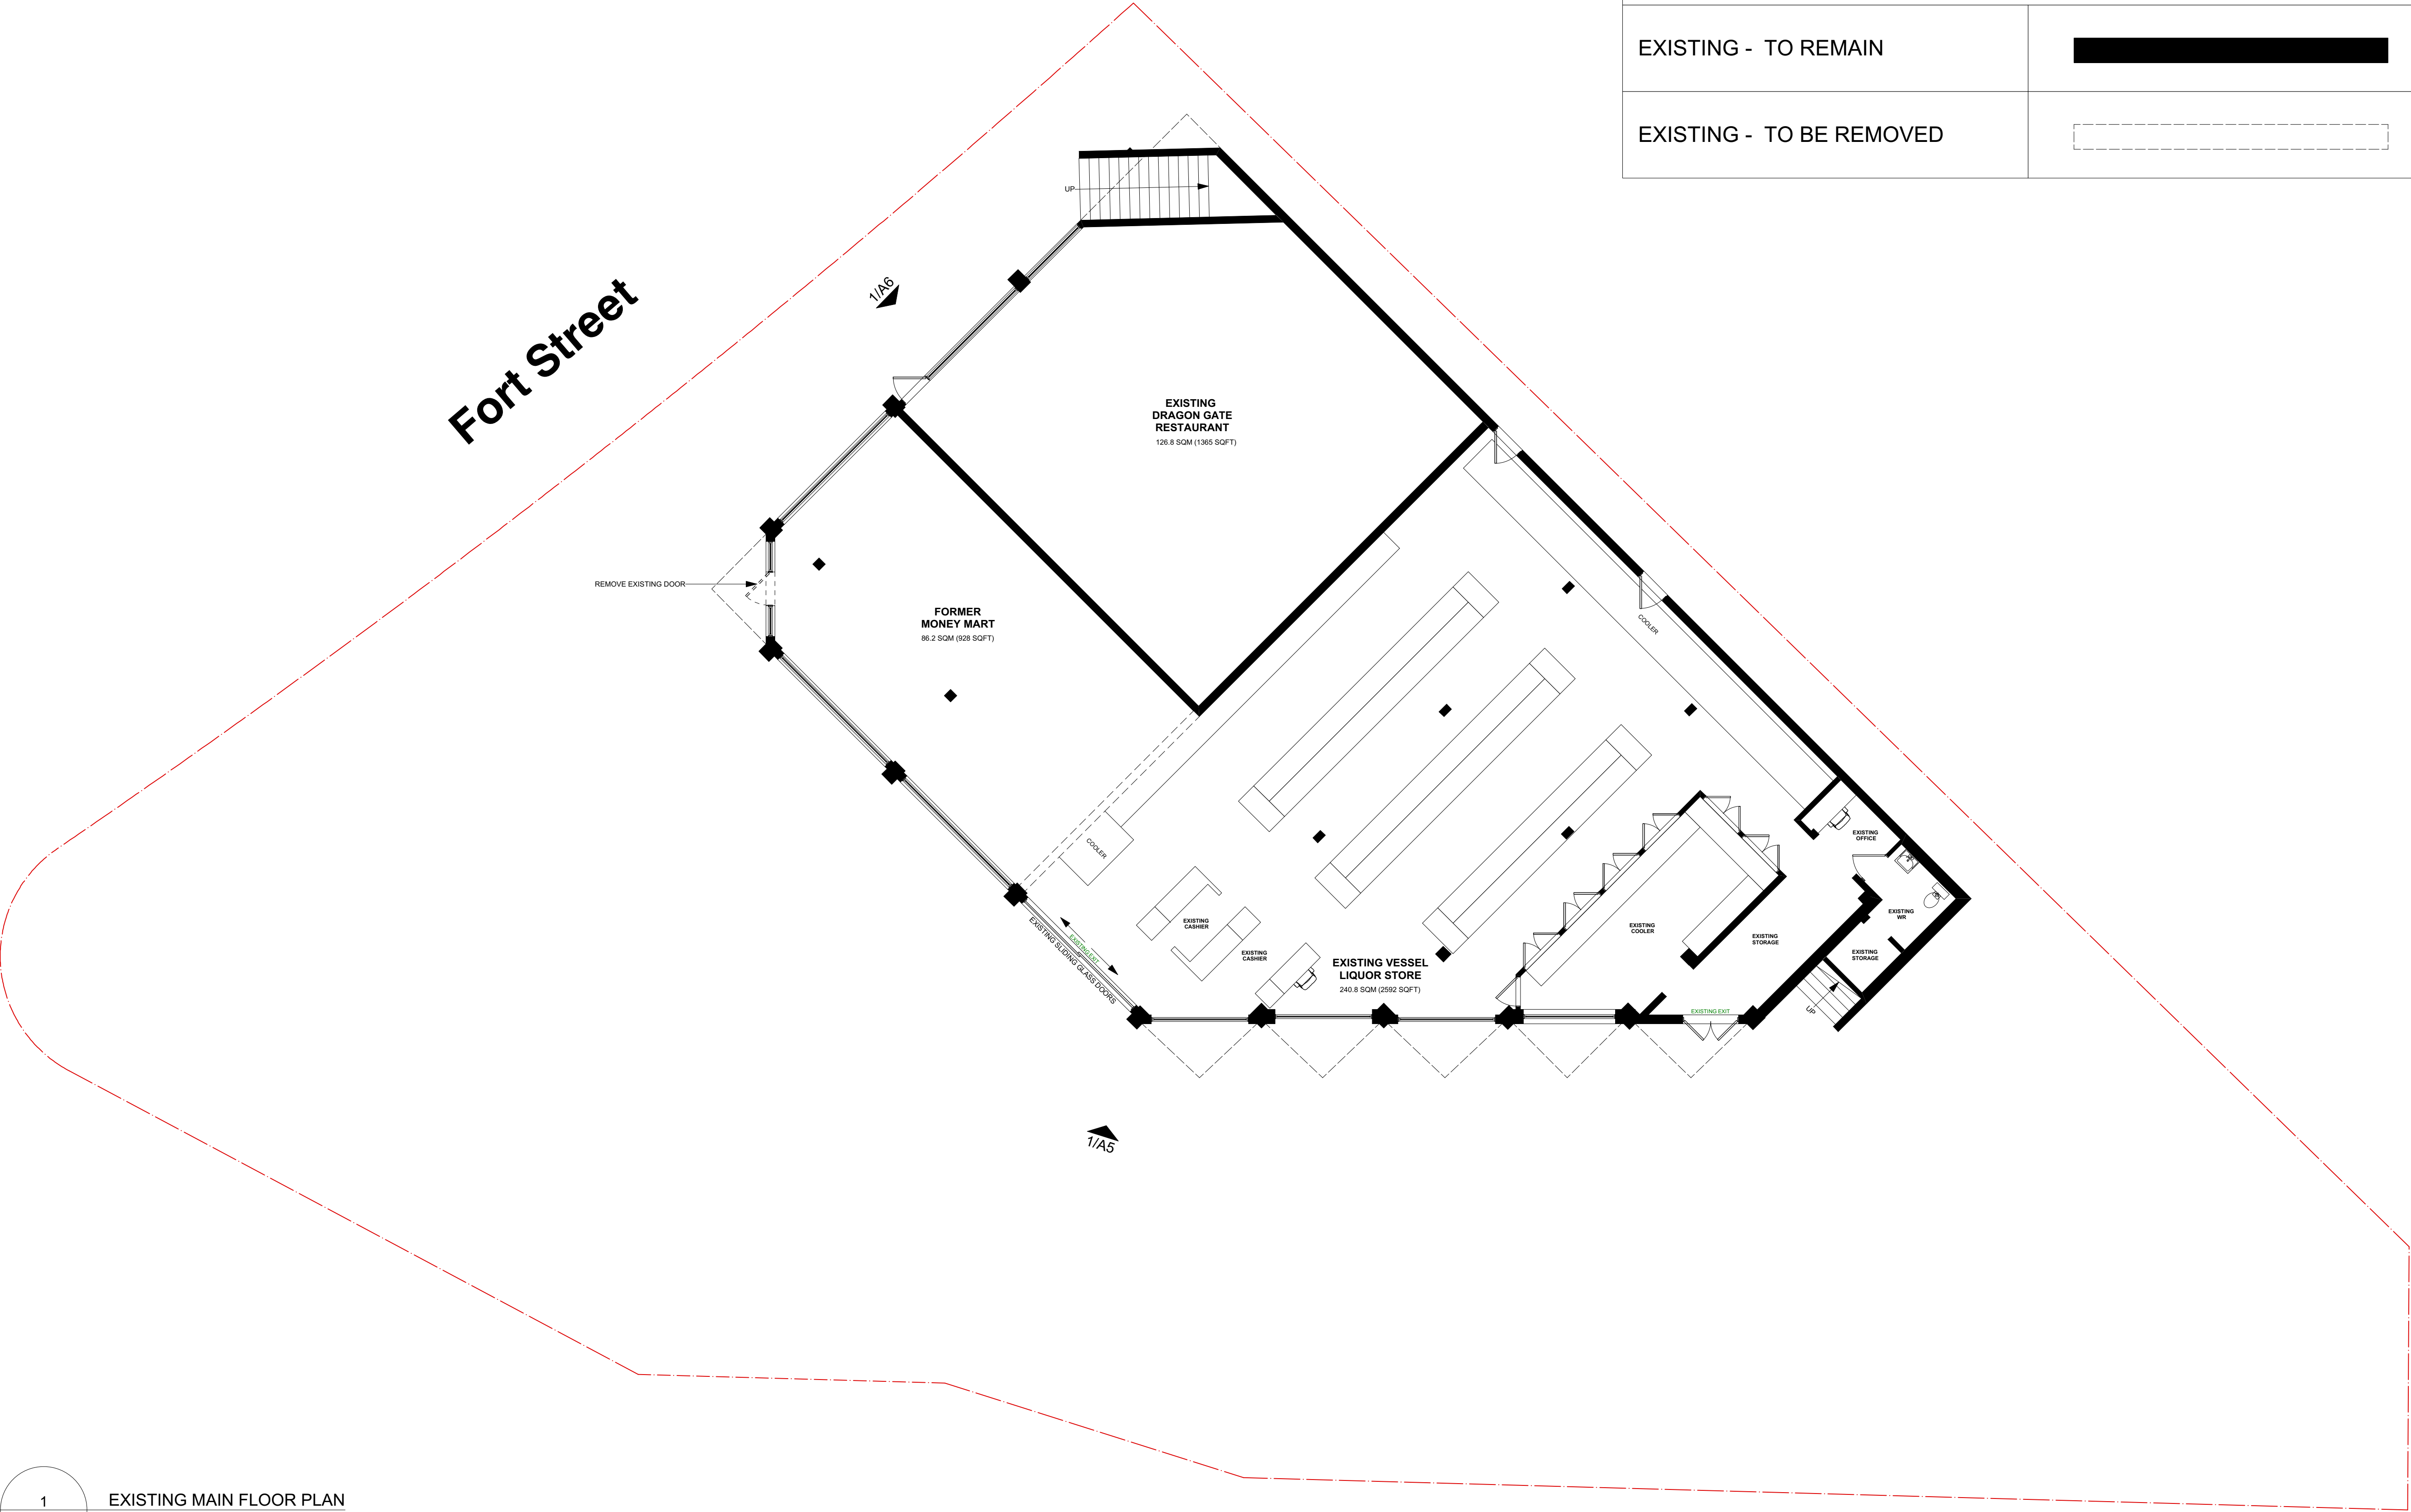 EXISTING - TO REMAIN
EXISTING - TO BE REMOVED
UP
1/A6
Fort Street
EXISTING
DRAGON GATE
RESTAURANT
126.8 SQM (1365 SQFT)
REMOVE EXISTING DOOR
FORMER
MONEY MART
86.2 SQM (928 SQFT)
COOLER
COOLER
EXISTING
OFFICE
EXISTING
WR
EXISTING
CASHIER
EXISTING
COOLER
EXISTING
STORAGE
EXISTING
STORAGE
EXISTING
CASHIER
EXISTING EXIT
EXISTING SLIDING GLASS DOORS
EXISTING VESSEL
LIQUOR STORE
240.8 SQM (2592 SQFT)
EXISTING EXIT
UP
1/A5
1
EXISTING MAIN FLOOR PLAN